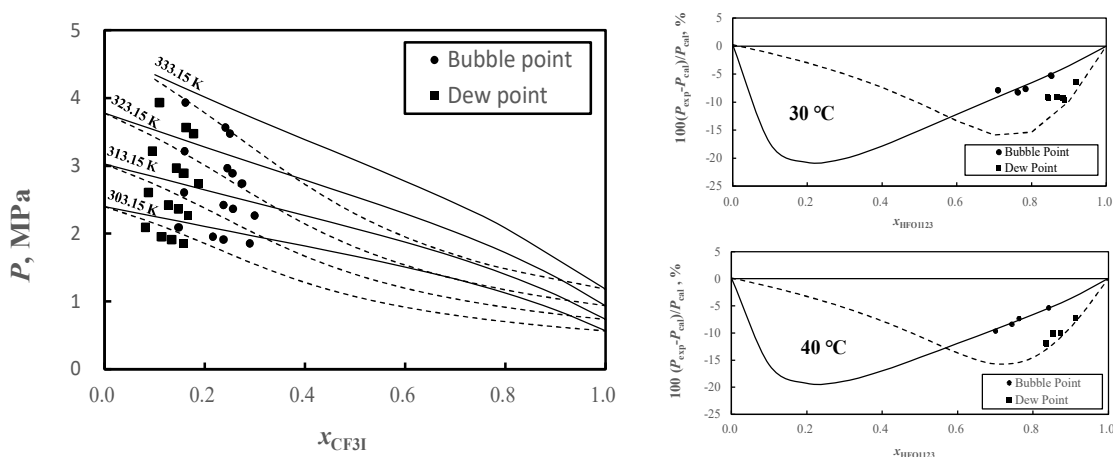 5
4
3
2
1
0
P, MPa
333.15 K
323.15 K
313.15 K
303.15 K
Bubble point
Dew point
0.0 0.2 0.4 0.6 0.8 1.0
xCF3I
5
0
-5
-10
-15
-20
-25
100(Pexp-Pcal)/Pcal, %
30 °C
Bubble Point
Dew Point
0.0 0.2 0.4 0.6 0.8 1.0
xHFO1123
5
0
-5
-10
-15
-20
-25
100 (Pexp-Pcal)/Pcal , %
40 °C
Bubble Point
Dew Point
0.0 0.2 0.4 0.6 0.8 1.0
xHFO1123